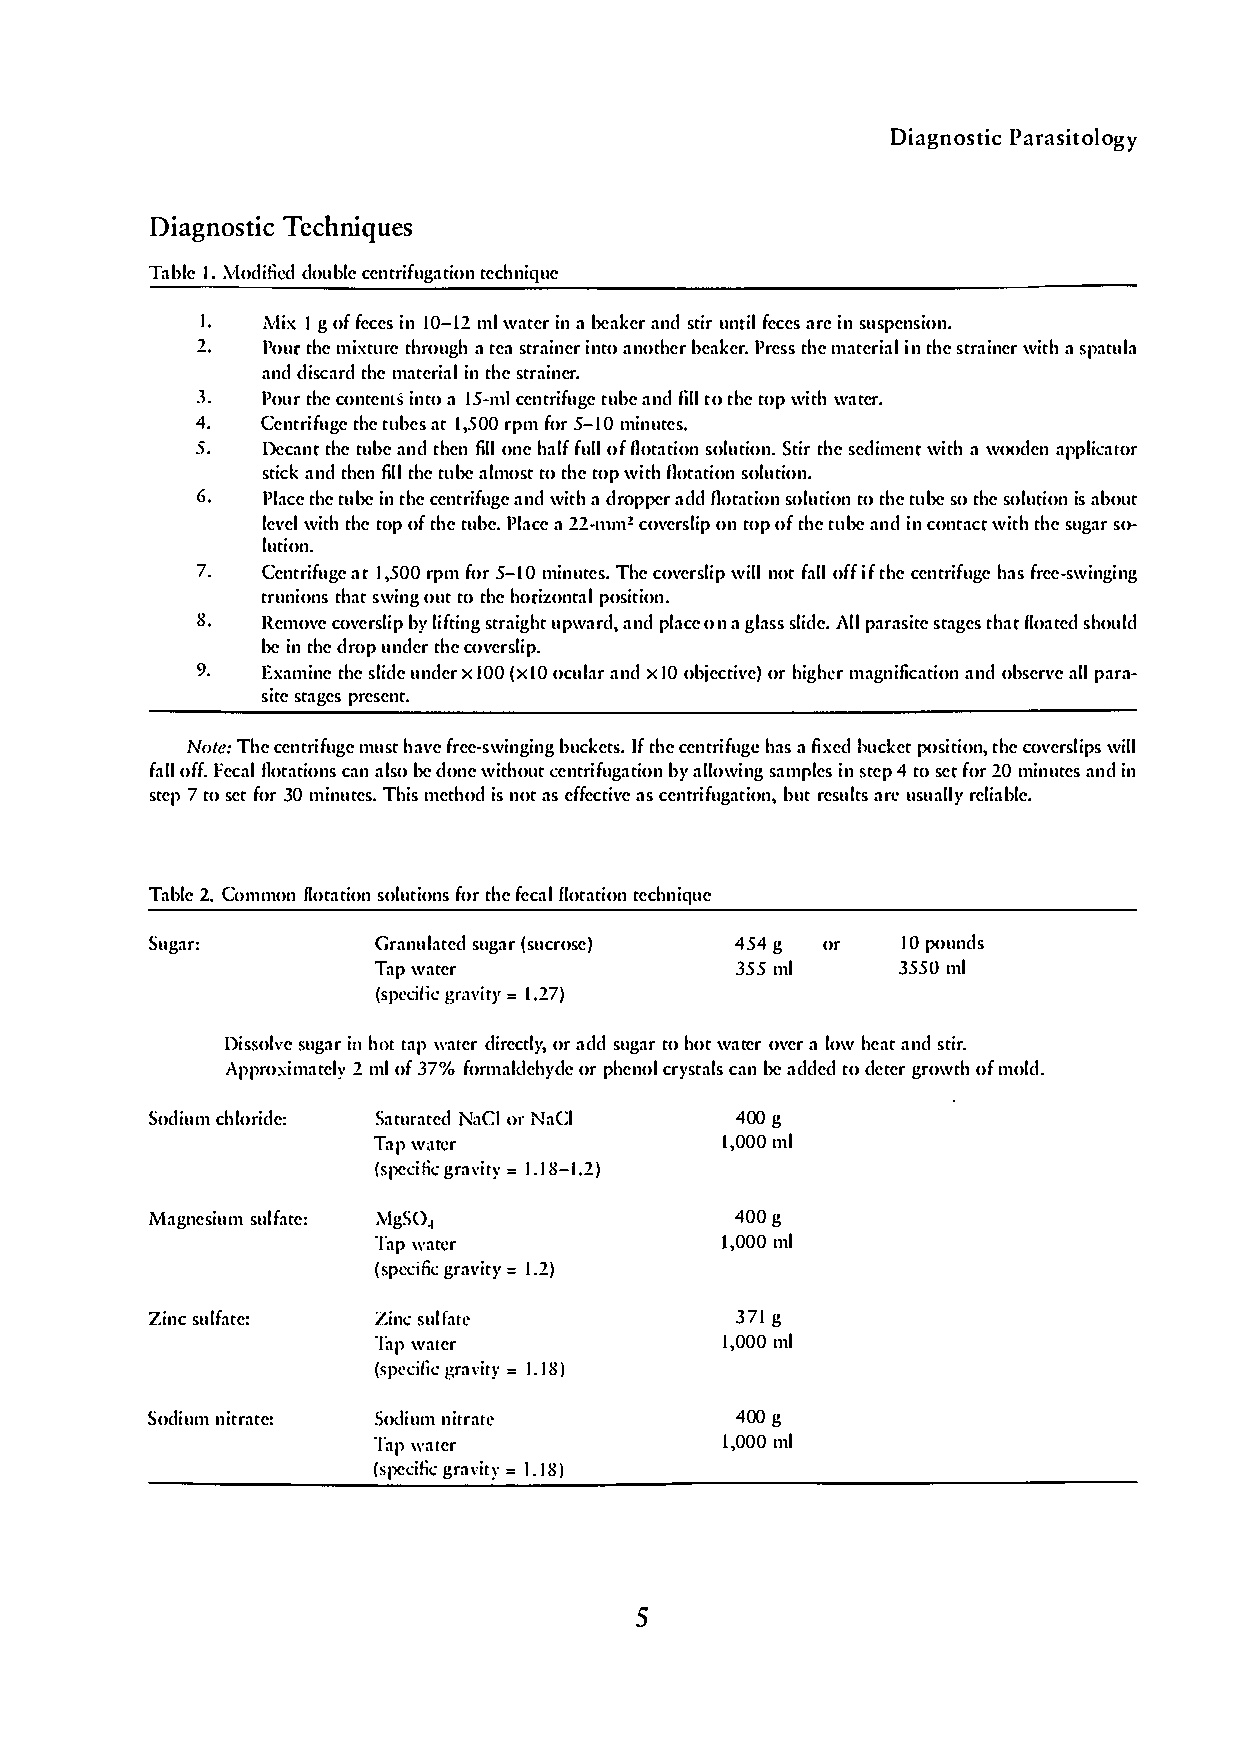 Diagnostic Parasitology
Diagnostic Techniques
Table 1. Modified double centrifugation technique
1. Mix 1 g of feces in 10–12 ml water in a beaker and stir until feces are in suspension.
2. Pour the mixture through a tea strainer into another beaker. Press the material in the strainer with a spatula
and discard the material in the strainer.
3. Pour the contents into a 15-ml centrifuge tube and fill to the top with water.
4. Centrifuge the tubes at 1,500 rpm for 5–10 minutes.
5. Decant the tube and then fill one half full of flotation solution. Stir the sediment with a wooden applicator
stick and then fill the tube almost to the top with flotation solution.
6. Place the tube in the centrifuge and with a dropper add flotation solution to the tube so the solution is about
level with the top of the tube. Place a 22-mm² coverslip on top of the tube and in contact with the sugar so-
lution.
7. Centrifuge at 1,500 rpm for 5–10 minutes. The coverslip will not fall off if the centrifuge has free-swinging
trunions that swing out to the horizontal position.
8. Remove coverslip by lifting straight upward, and place on a glass slide. All parasite stages that floated should
be in the drop under the coverslip.
9. Examine the slide under ×100 (×10 ocular and ×10 objective) or higher magnification and observe all para-
site stages present.
Note: The centrifuge must have free-swinging buckets. If the centrifuge has a fixed bucket position, the coverslips will
fall off. Fecal flotations can also be done without centrifugation by allowing samples in step 4 to set for 20 minutes and in
step 7 to set for 30 minutes. This method is not as effective as centrifugation, but results are usually reliable.
Table 2. Common flotation solutions for the fecal flotation technique
Sugar: Granulated sugar (sucrose) 454 g or 10 pounds
Tap water 355 ml 3550 ml
(specific gravity = 1.27)
Dissolve sugar in hot tap water directly, or add sugar to hot water over a low heat and stir.
Approximately 2 ml of 37% formaldehyde or phenol crystals can be added to deter growth of mold.
Sodium chloride: Saturated NaCl or NaCl 400 g
Tap water 1,000 ml
(specific gravity = 1.18–1.2)
Magnesium sulfate: MgSO₄ 400 g
Tap water 1,000 ml
(specific gravity = 1.2)
Zinc sulfate: Zinc sulfate 371 g
Tap water 1,000 ml
(specific gravity = 1.18)
Sodium nitrate: Sodium nitrate 400 g
Tap water 1,000 ml
(specific gravity = 1.18)
5